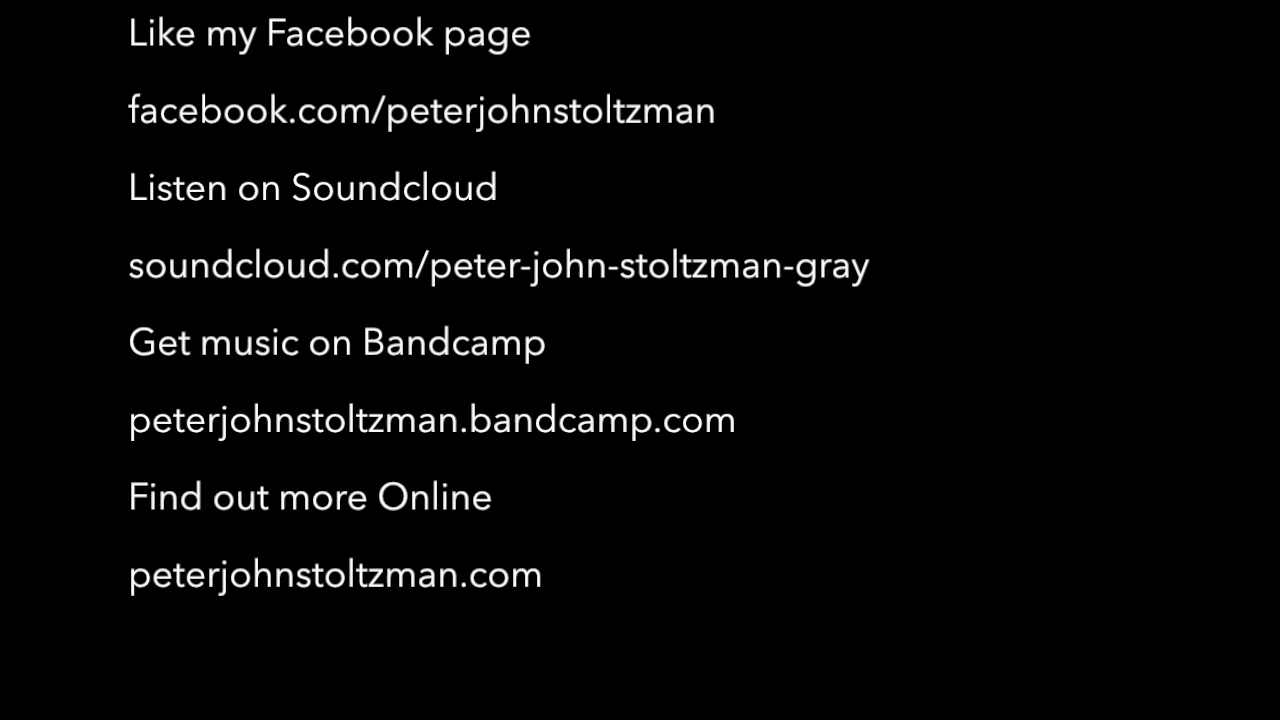 Like my Facebook page
facebook.com/peterjohnstoltzman
Listen on Soundcloud
soundcloud.com/peter-john-stoltzman-gray
Get music on Bandcamp
peterjohnstoltzman.bandcamp.com
Find out more Online
peterjohnstoltzman.com